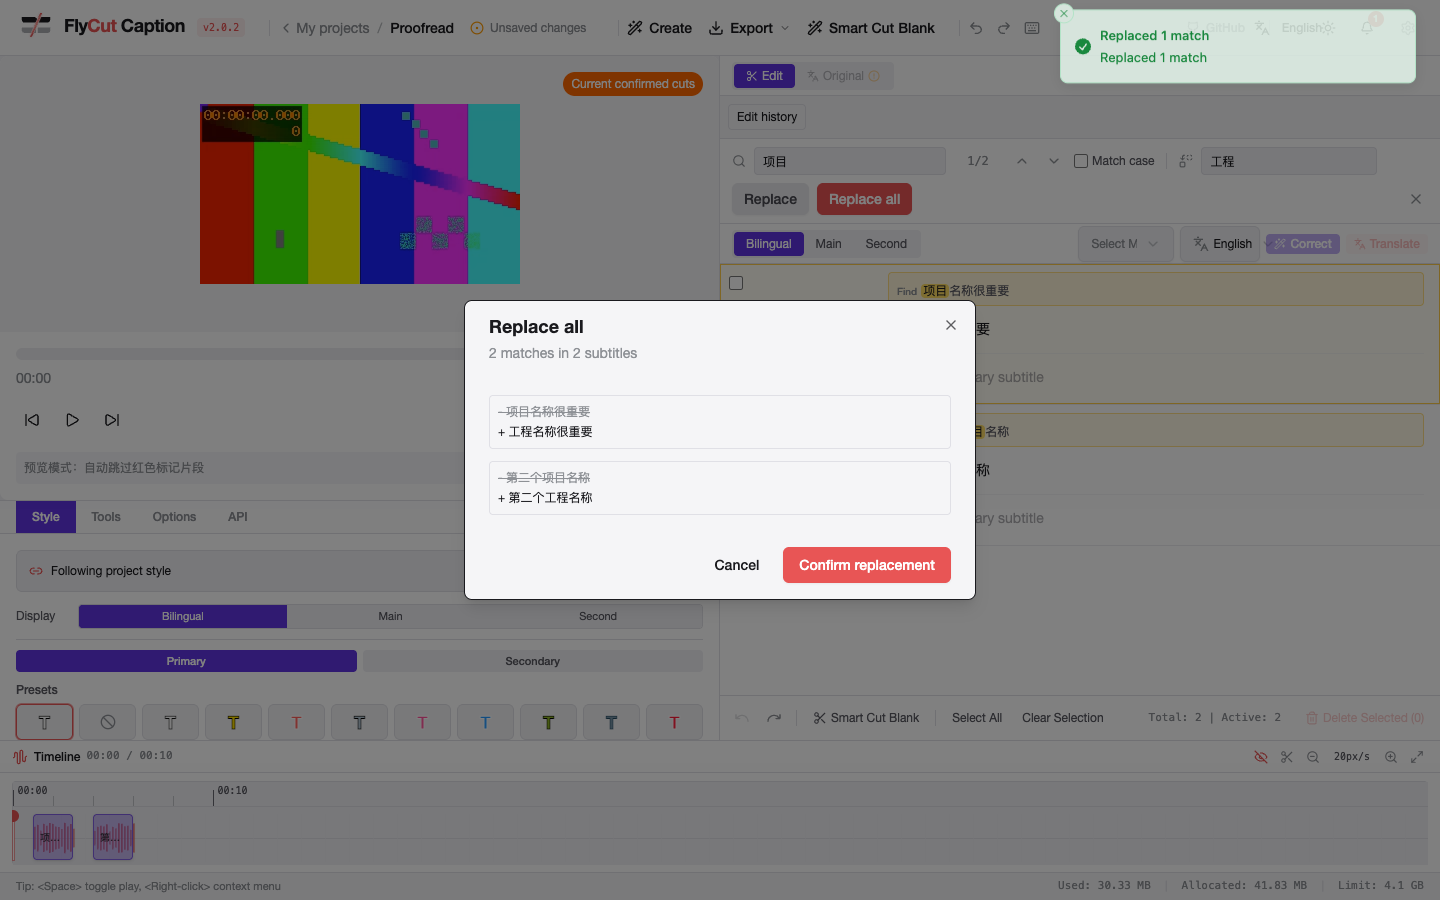 FlyCut Caption v2.0.2
My projects / Proofread
Unsaved changes
Create
Export
Smart Cut Blank
GitHub
English
1
Replaced 1 match
Replaced 1 match
Current confirmed cuts
00:00:00.000
0
Edit
Original
Edit history
项目
1/2
Match case
工程
Replace
Replace all
Bilingual
Main
Second
Select M
English
Correct
Translate
Find 项目名称很重要
要
ary subtitle
目名称
称
ary subtitle
Replace all
2 matches in 2 subtitles
- 项目名称很重要
+ 工程名称很重要
- 第二个项目名称
+ 第二个工程名称
Cancel
Confirm replacement
00:00
预览模式：自动跳过红色标记片段
Style
Tools
Options
API
Following project style
Display
Bilingual
Main
Second
Primary
Secondary
Presets
T
T
T
T
T
T
T
T
T
T
Smart Cut Blank
Select All
Clear Selection
Total: 2 | Active: 2
Delete Selected (0)
Timeline 00:00 / 00:10
20px/s
00:00
00:10
项...
第...
Tip: <Space> toggle play, <Right-click> context menu
Used: 30.33 MB
Allocated: 41.83 MB
Limit: 4.1 GB